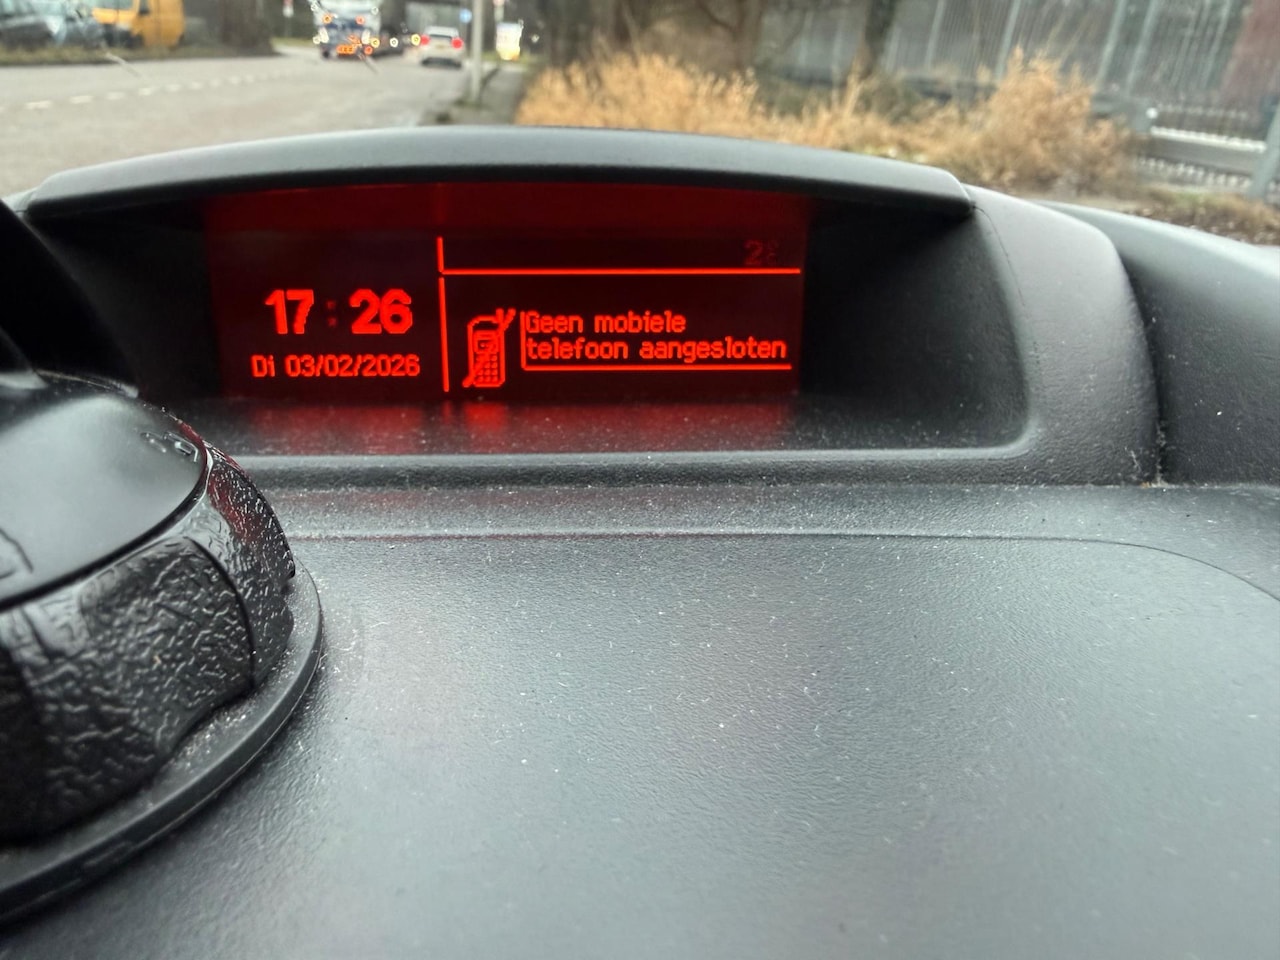 17:26
Di 03/02/2026
Geen mobiele
telefoon aangesloten